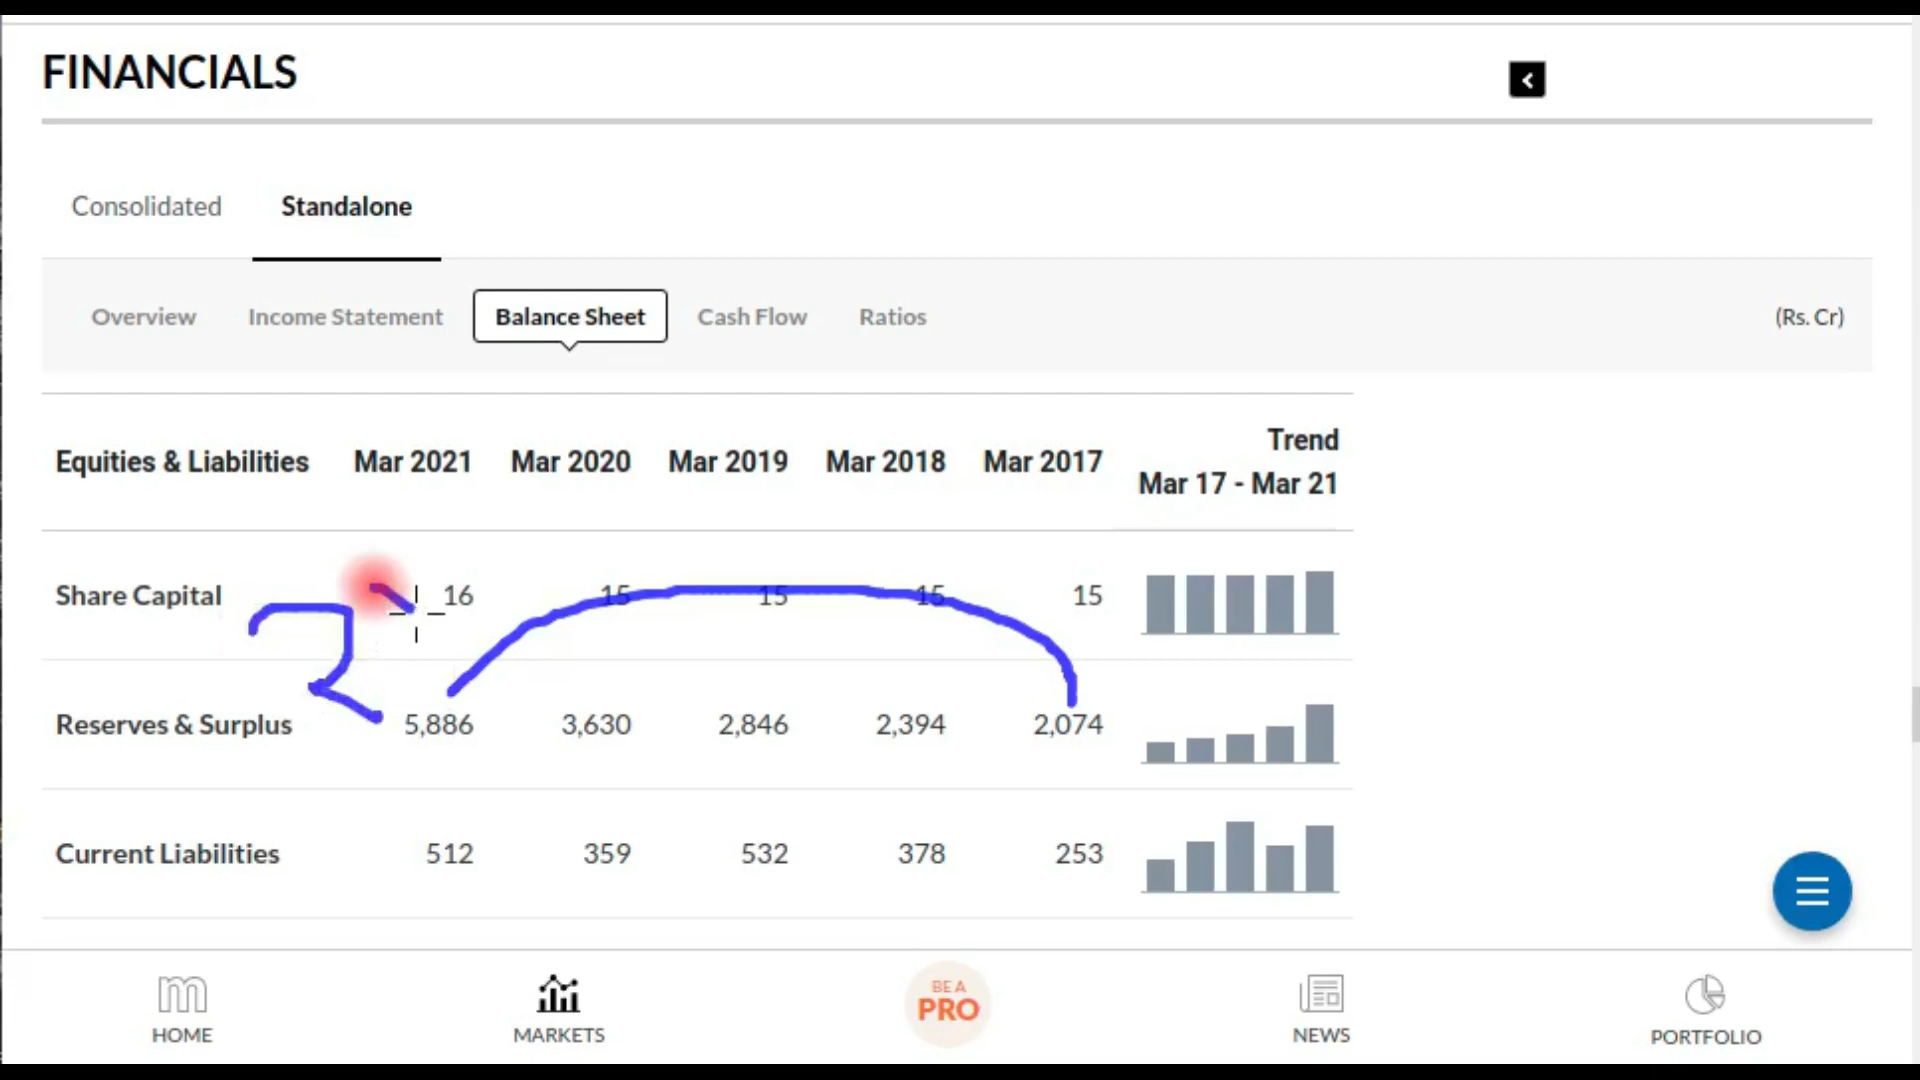 FINANCIALS
Consolidated Standalone
Overview Income Statement Balance Sheet Cash Flow Ratios (Rs. Cr)
Equities & Liabilities Mar 2021 Mar 2020 Mar 2019 Mar 2018 Mar 2017 Trend Mar 17 - Mar 21
Share Capital 16 15 15 15 15
Reserves & Surplus 5,886 3,630 2,846 2,394 2,074
Current Liabilities 512 359 532 378 253
BE A
PRO
HOME MARKETS NEWS PORTFOLIO